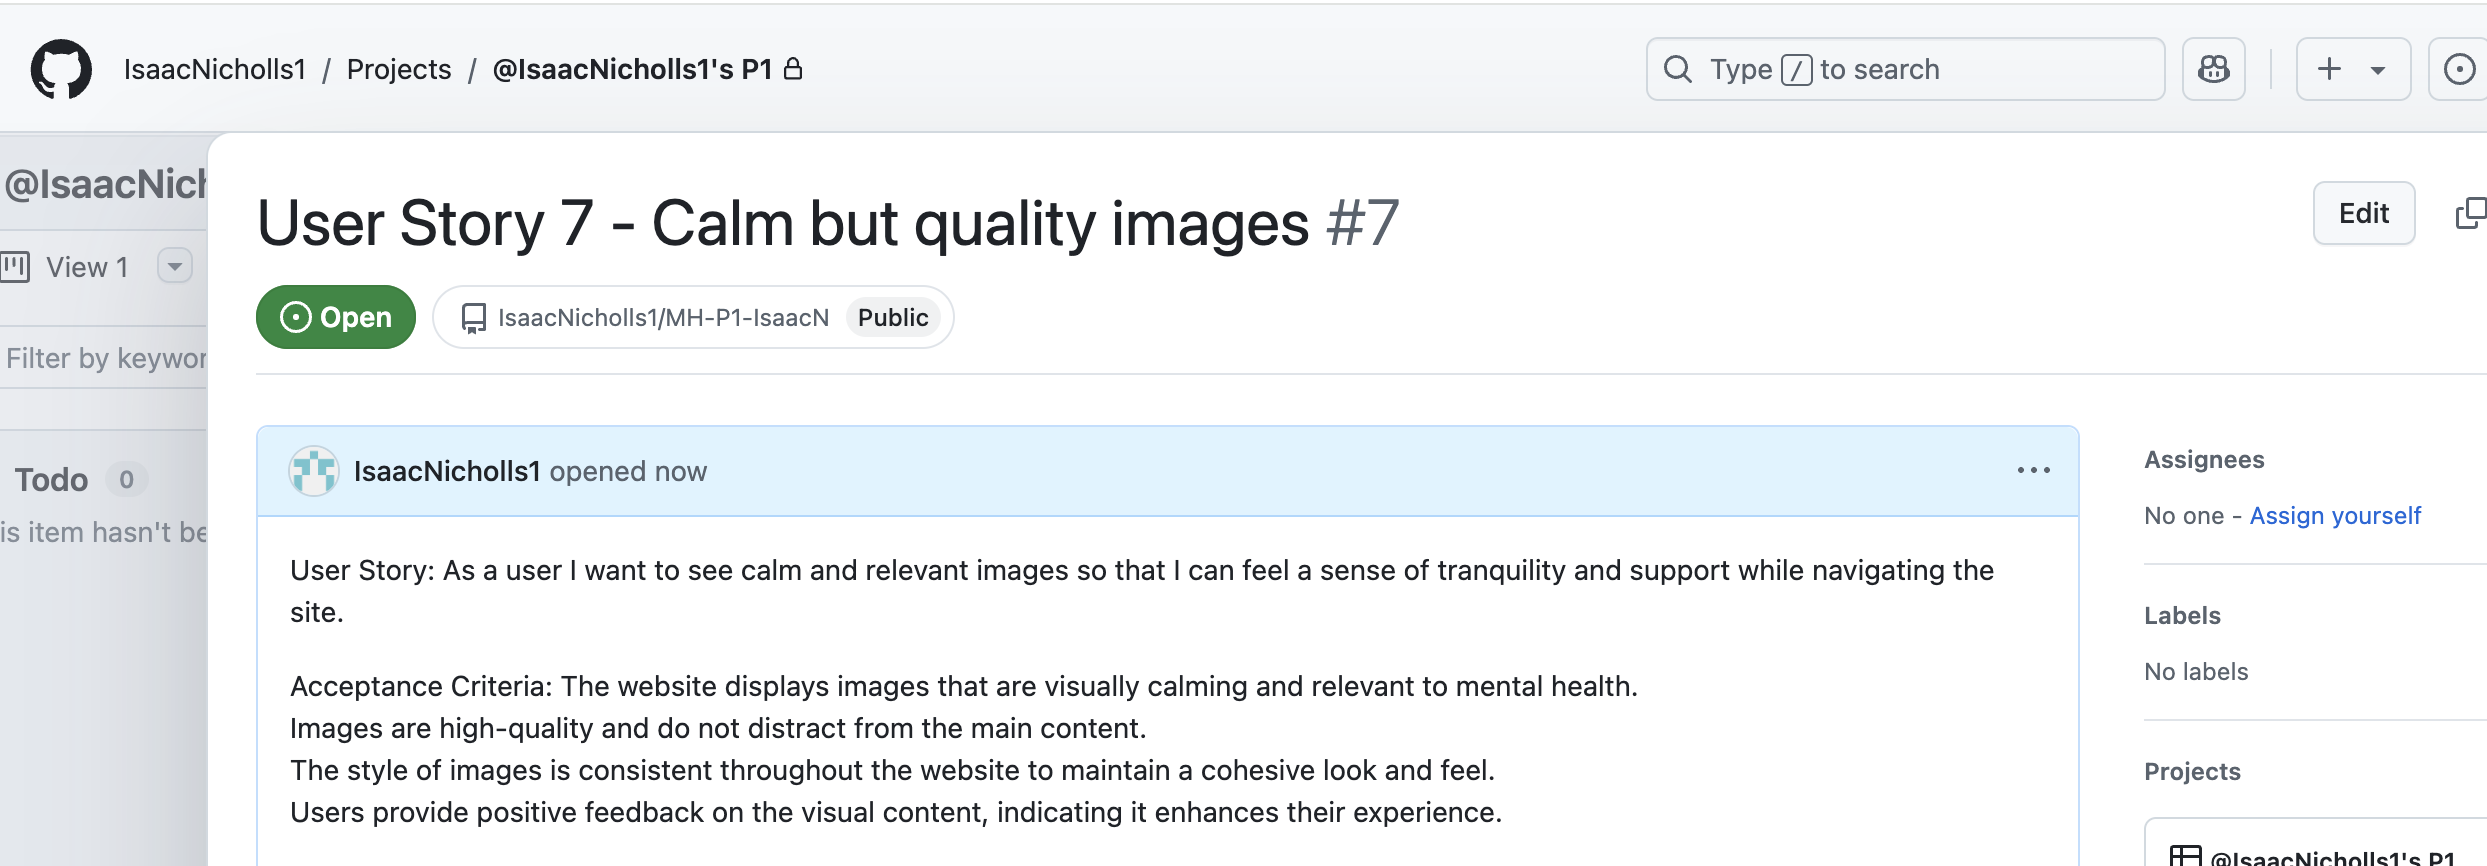 IsaacNicholls1 / Projects / @IsaacNicholls1's P1
Type / to search
@IsaacNich
View 1
Filter by keywor
Todo 0
is item hasn't be
User Story 7 - Calm but quality images #7
Edit
Open
IsaacNicholls1/MH-P1-IsaacN Public
IsaacNicholls1 opened now
User Story: As a user I want to see calm and relevant images so that I can feel a sense of tranquility and support while navigating the
site.
Acceptance Criteria: The website displays images that are visually calming and relevant to mental health.
Images are high-quality and do not distract from the main content.
The style of images is consistent throughout the website to maintain a cohesive look and feel.
Users provide positive feedback on the visual content, indicating it enhances their experience.
Assignees
No one - Assign yourself
Labels
No labels
Projects
@IsaacNicholls1's P1